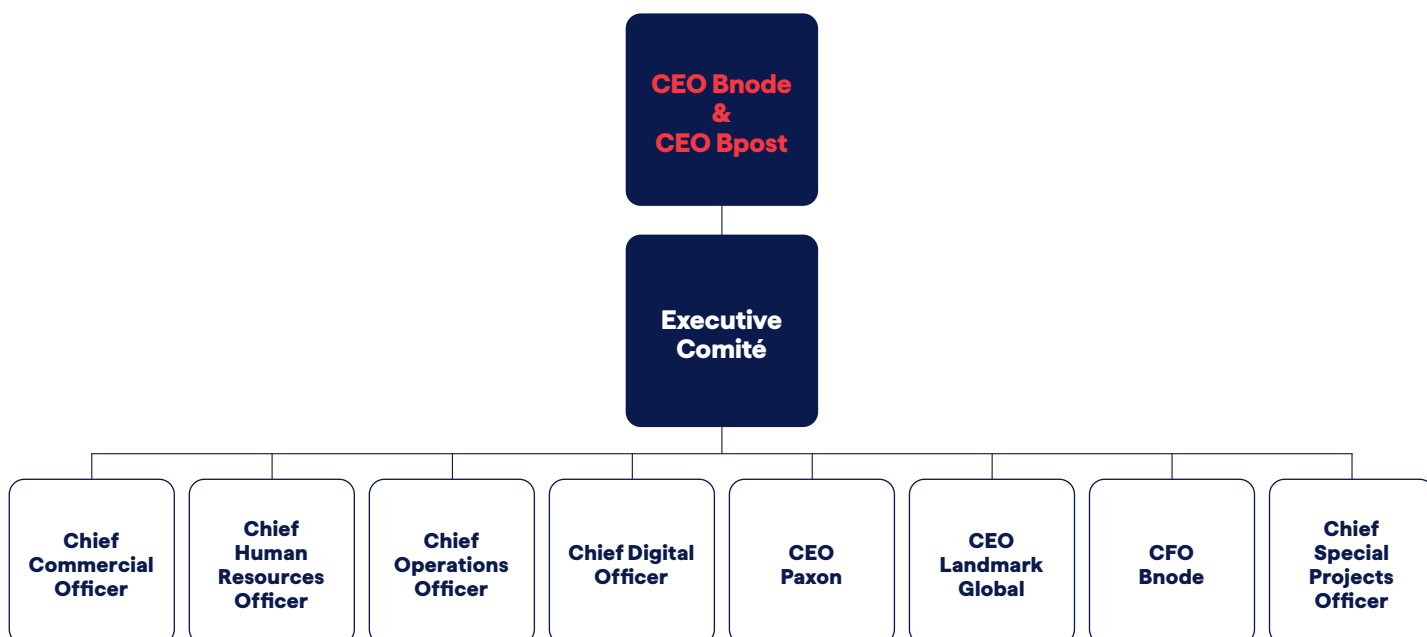 CEO Bnode
&
CEO Bpost
Executive
Comité
Chief
Commercial
Officer
Chief
Human
Resources
Officer
Chief
Operations
Officer
Chief Digital
Officer
CEO
Paxon
CEO
Landmark
Global
CFO
Bnode
Chief
Special
Projects
Officer